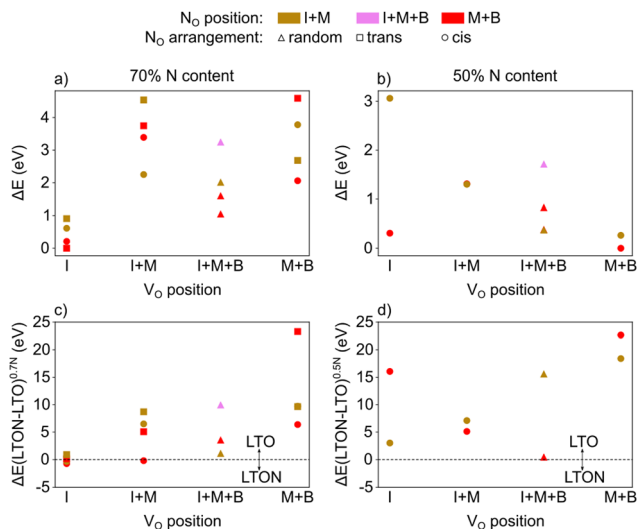 N_O position: I+M I+M+B M+B
N_O arrangement: random trans cis
a) 70% N content
b) 50% N content
ΔE (eV)
4
3
2
1
0
I I+M I+M+B M+B
V_O position
ΔE (eV)
3
2
1
0
I I+M I+M+B M+B
V_O position
c)
ΔE(LTON-LTO)^0.7N (eV)
25
20
15
10
5
0
-5
LTO
LTON
I I+M I+M+B M+B
V_O position
d)
ΔE(LTON-LTO)^0.5N (eV)
25
20
15
10
5
0
-5
LTO
LTON
I I+M I+M+B M+B
V_O position